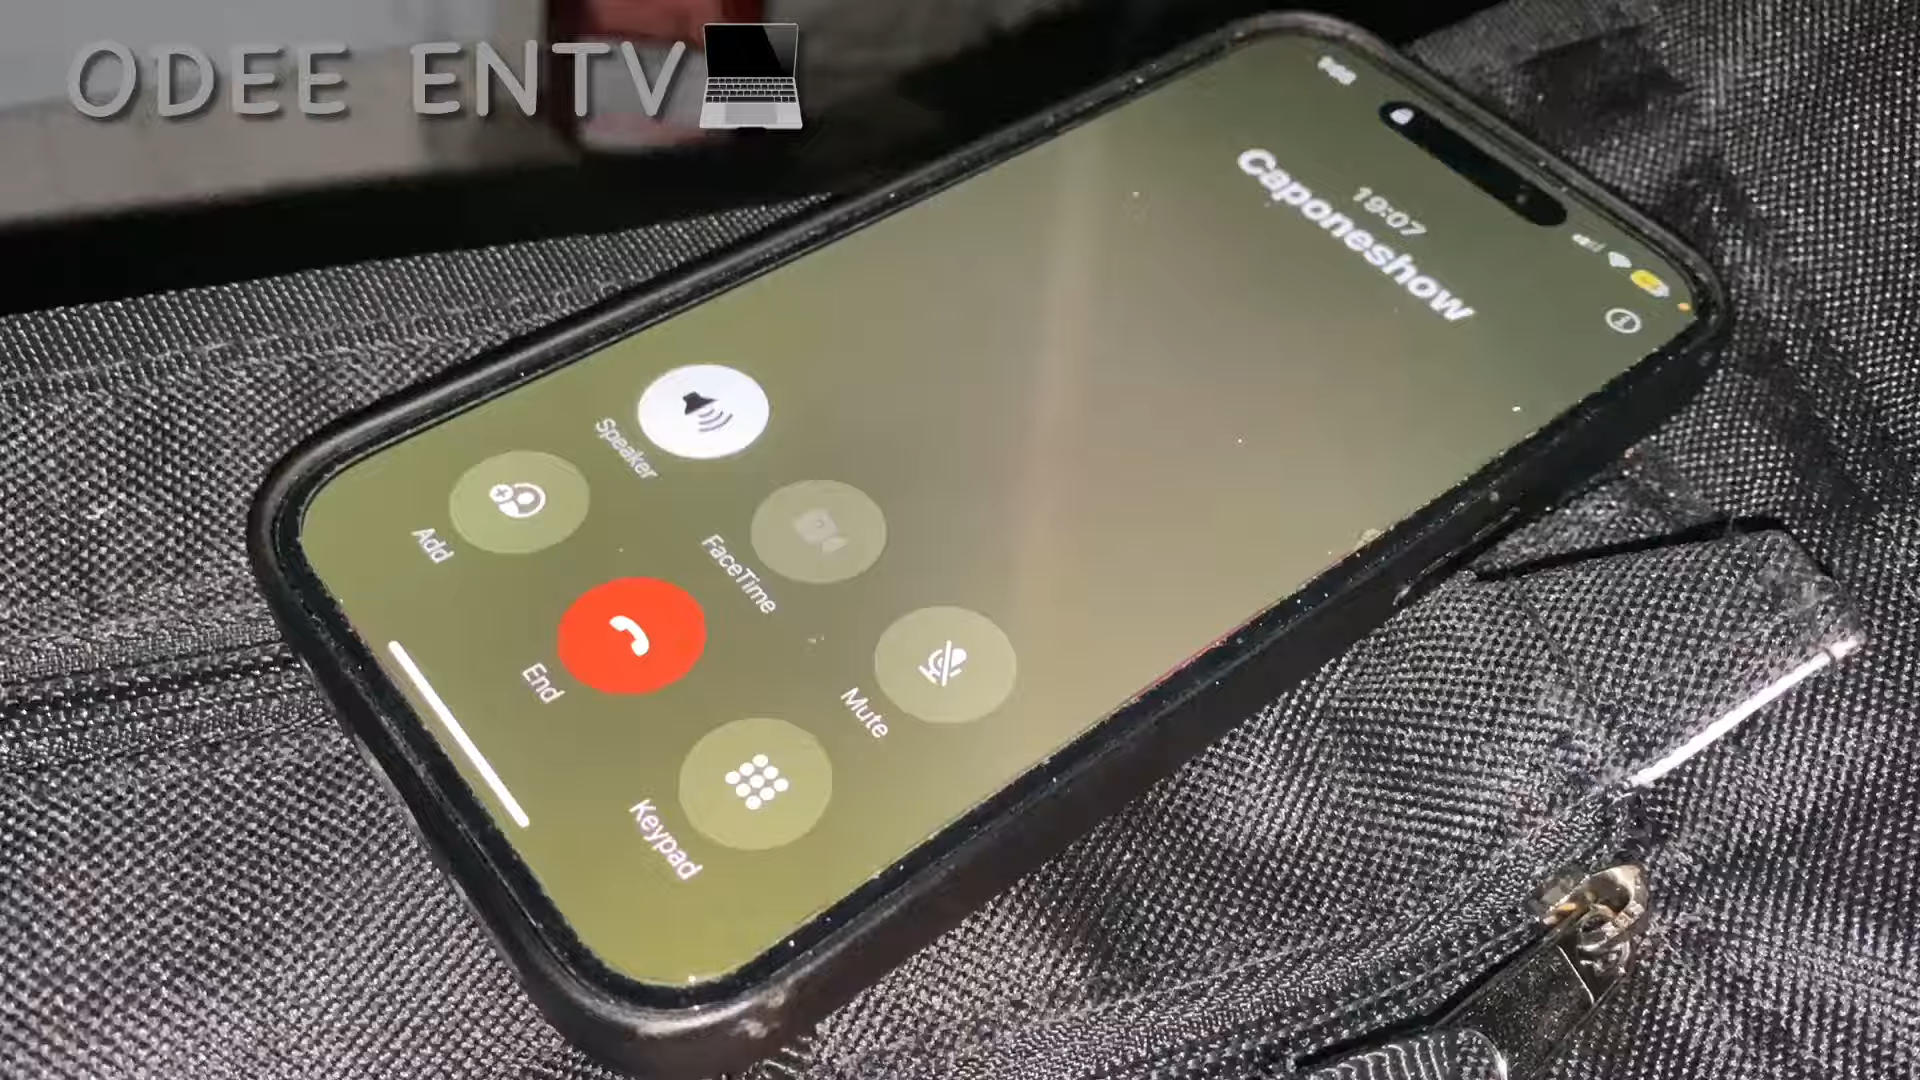 ODEE ENTV
19:07
Caponeshow
Speaker
Add
FaceTime
End
Mute
Keypad